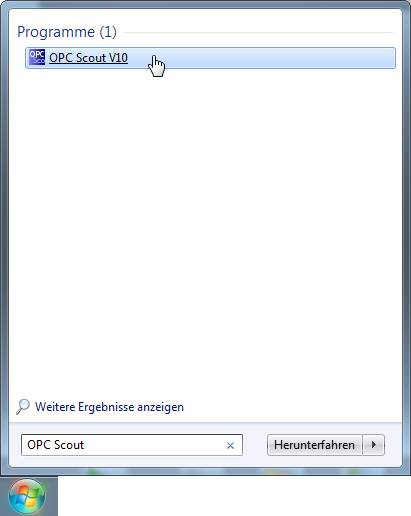 Programme (1)
OPC Scout V10
Weitere Ergebnisse anzeigen
OPC Scout
Herunterfahren